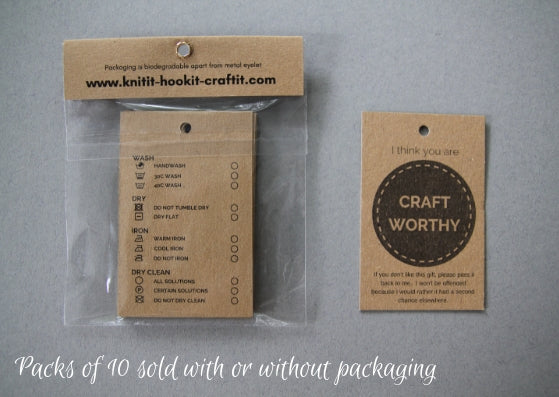 Packaging is biodegradable apart from metal eyelet
www.knitit-hookit-craftit.com
WASH
HANDWASH
30C WASH
40C WASH
DRY
DO NOT TUMBLE DRY
DRY FLAT
IRON
WARM IRON
COOL IRON
DO NOT IRON
DRY CLEAN
ALL SOLUTIONS
P CERTAIN SOLUTIONS
DO NOT DRY CLEAN
I think you are
CRAFT
WORTHY
If you don't like this gift, please pass it
back to me. I won't be offended
because I would rather it had a second
chance elsewhere.
Packs of 10 sold with or without packaging